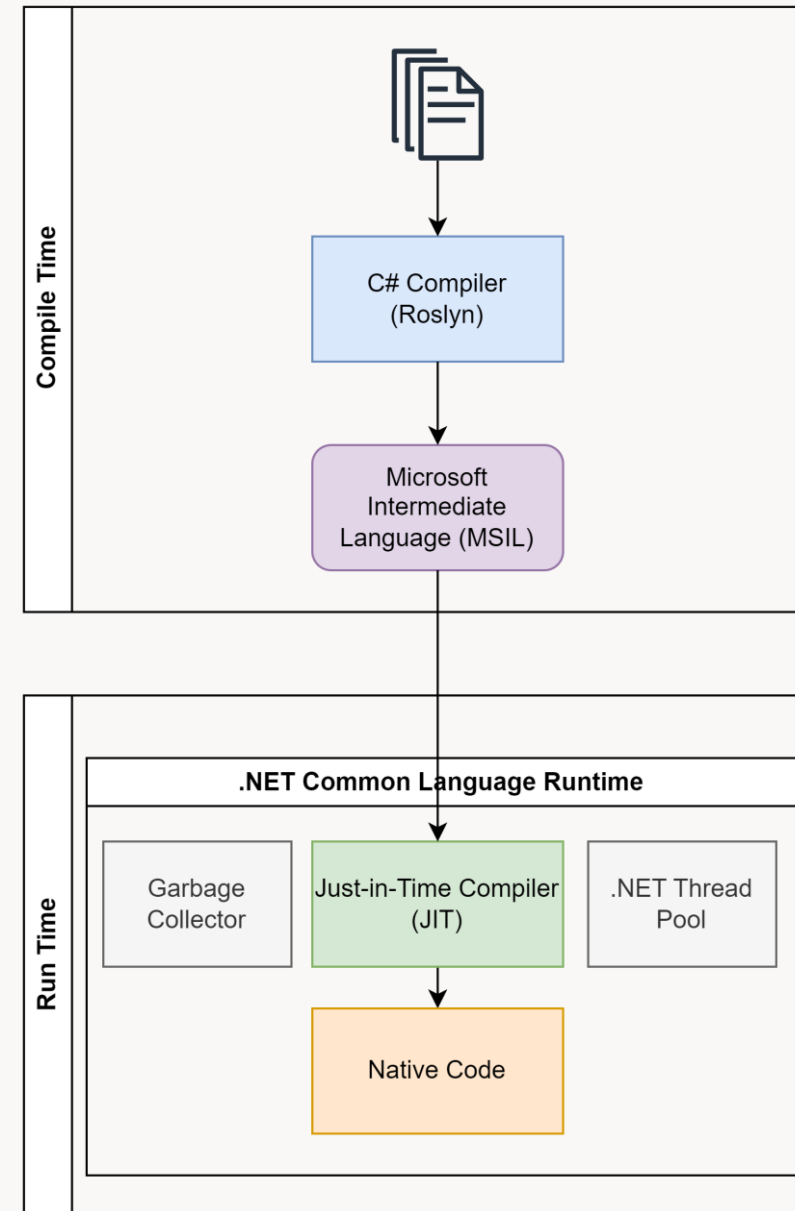 Compile Time
C# Compiler
(Roslyn)
Microsoft
Intermediate
Language (MSIL)
Run Time
.NET Common Language Runtime
Garbage
Collector
Just-in-Time Compiler
(JIT)
.NET Thread
Pool
Native Code